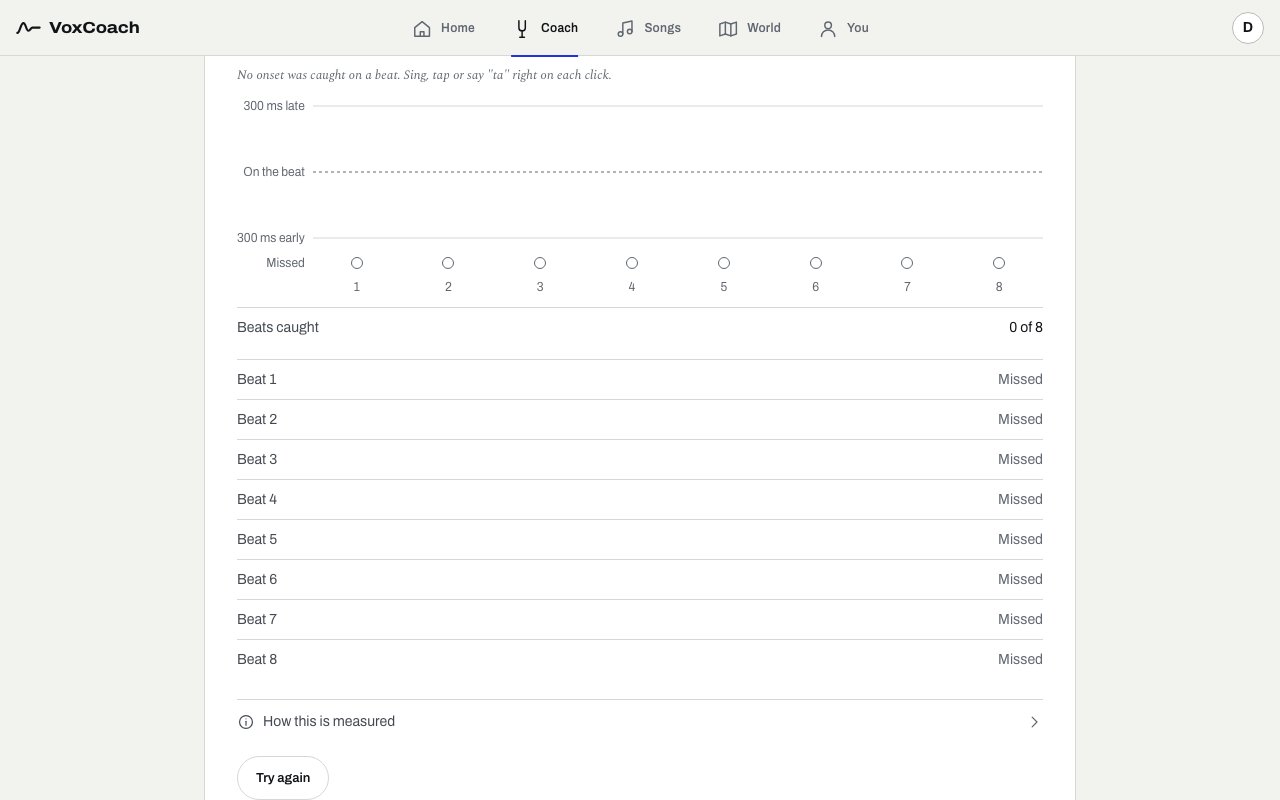 VoxCoach
Home
Coach
Songs
World
You
D
No onset was caught on a beat. Sing, tap or say "ta" right on each click.
300 ms late
On the beat
300 ms early
Missed
1 2 3 4 5 6 7 8
Beats caught 0 of 8
Beat 1 Missed
Beat 2 Missed
Beat 3 Missed
Beat 4 Missed
Beat 5 Missed
Beat 6 Missed
Beat 7 Missed
Beat 8 Missed
How this is measured
Try again